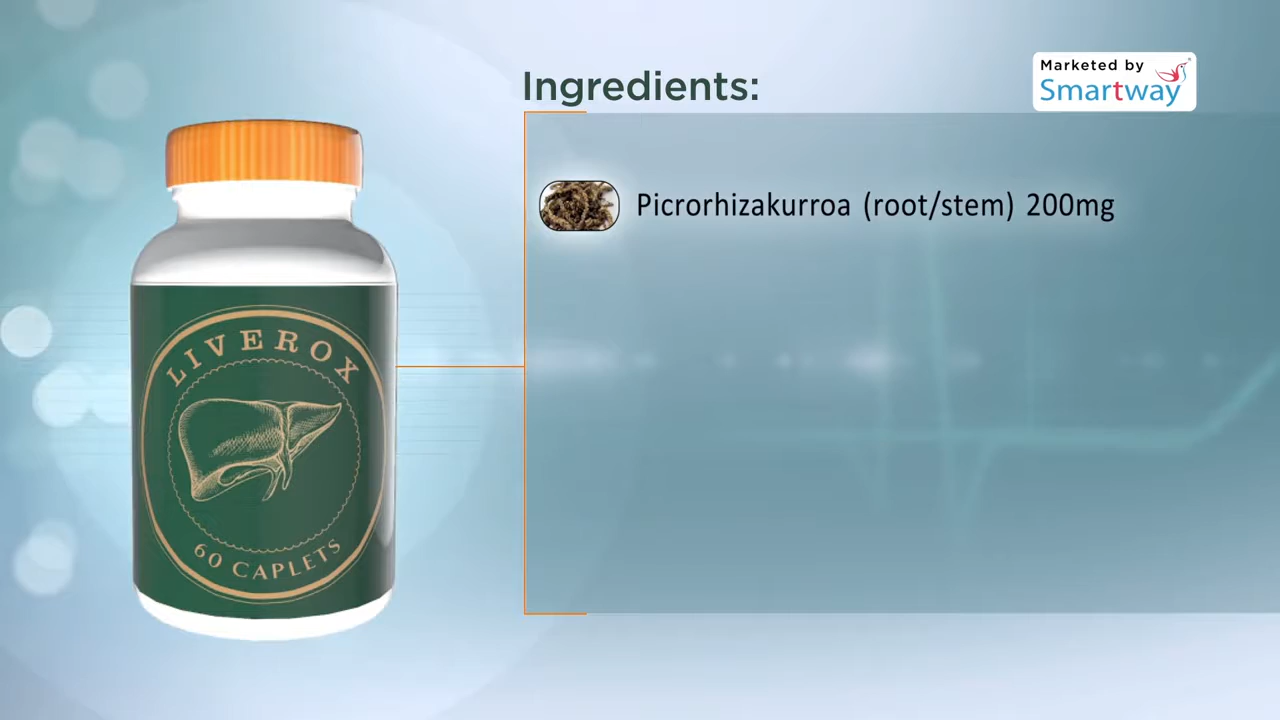 Ingredients:
Marketed by
Smartway
Picrorhizakurroa (root/stem) 200mg
LIVEROX
60 CAPLETS